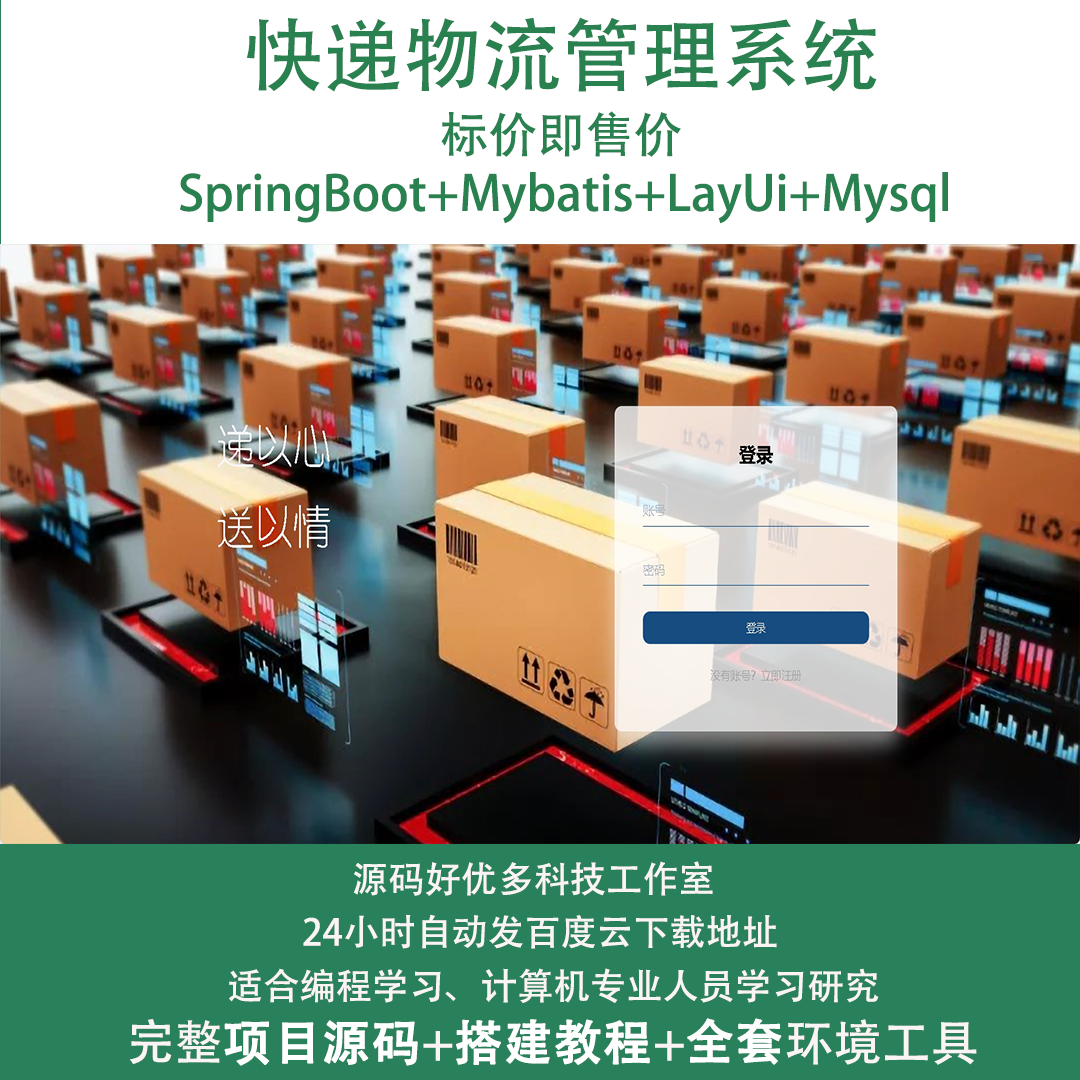 快递物流管理系统
标价即售价
SpringBoot+Mybatis+LayUi+Mysql
递以心
送以情
登录
账号
密码
登录
没有账号？立即注册
源码好优多科技工作室
24小时自动发百度云下载地址
适合编程学习、计算机专业人员学习研究
完整项目源码+搭建教程+全套环境工具